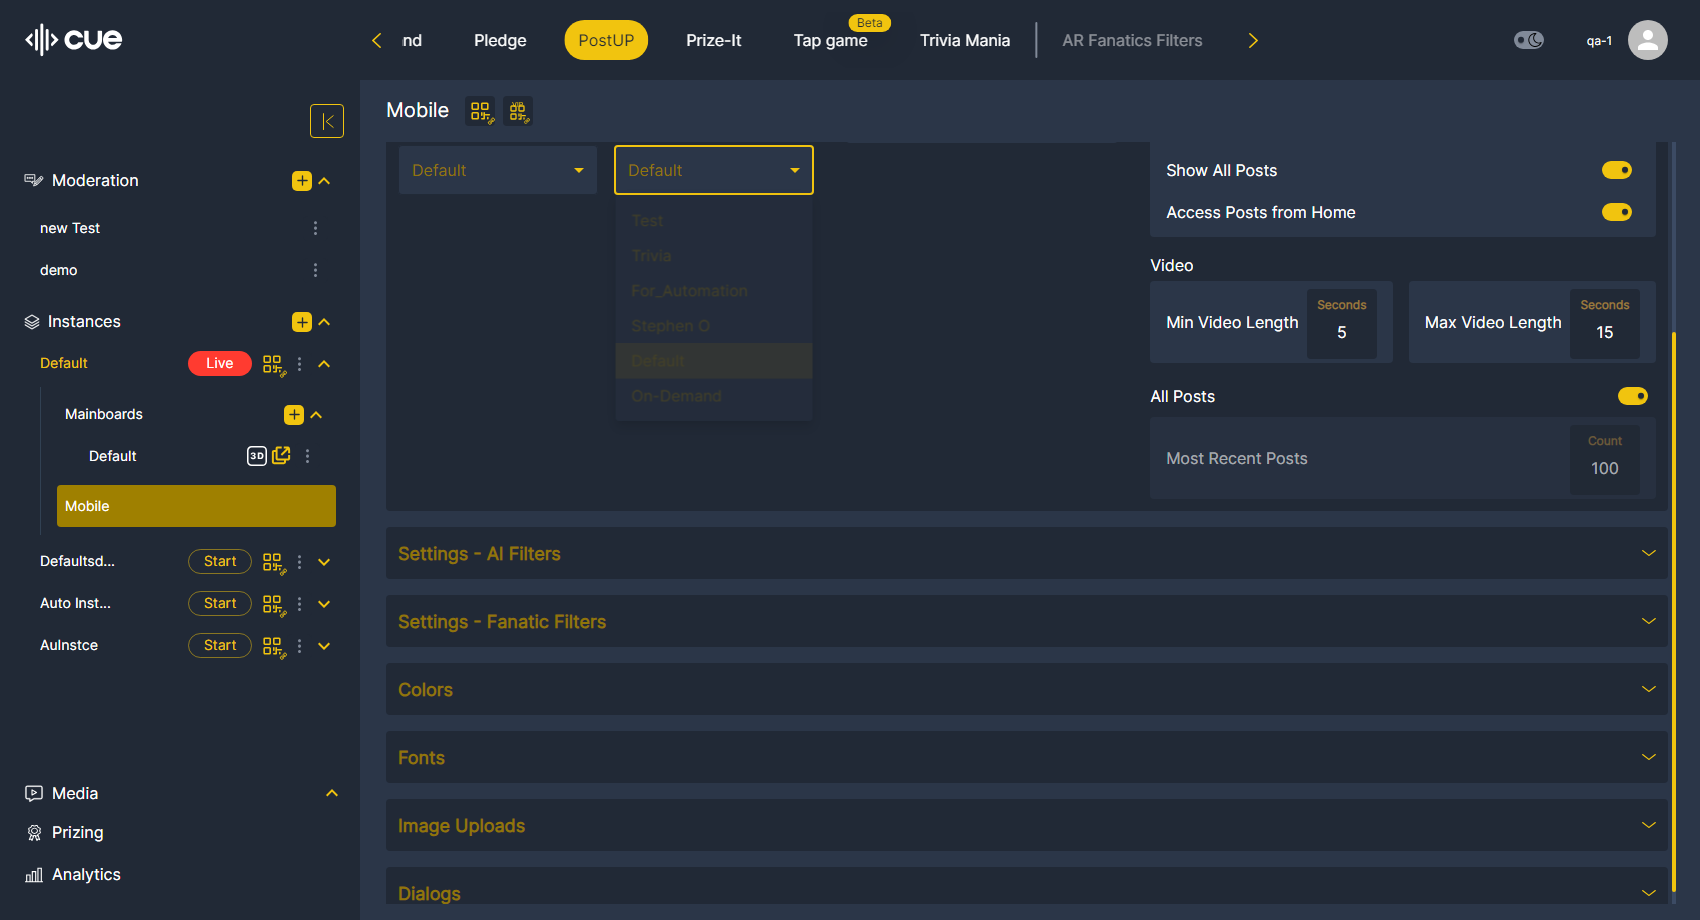 cue
nd
Pledge
PostUP
Prize-It
Tap game
Beta
Trivia Mania
AR Fanatics Filters
qa-1
Moderation
new Test
demo
Instances
Default
Live
Mainboards
Default
3D
Mobile
Defaultsd...
Start
Auto Inst...
Start
AuInstce
Start
Media
Prizing
Analytics
Mobile
Default
Default
Test
Trivia
For_Automation
Stephen O
Default
On-Demand
Show All Posts
Access Posts from Home
Video
Min Video Length
Seconds
5
Max Video Length
Seconds
15
All Posts
Most Recent Posts
Count
100
Settings - AI Filters
Settings - Fanatic Filters
Colors
Fonts
Image Uploads
Dialogs